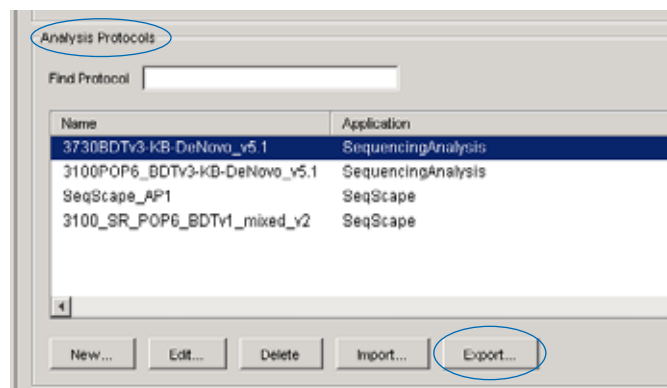 Analysis Protocols
Find Protocol
Name Application
3730BDTv3-KB-DeNovo_v5.1 SequencingAnalysis
3100POP6_BDTv3-KB-DeNovo_v5.1 SequencingAnalysis
SeqScape_AP1 SeqScape
3100_SR_POP6_BDTv1_mixed_v2 SeqScape
New... Edit... Delete Import... Export...